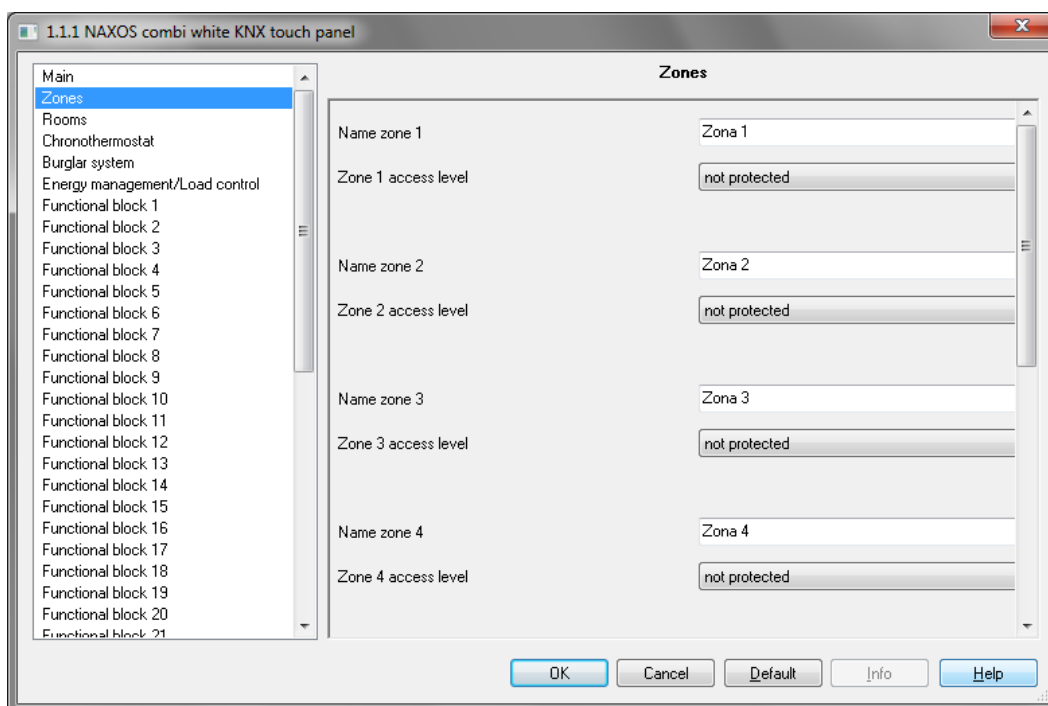 1.1.1 NAXOS combi white KNX touch panel
Main
Zones
Rooms
Chronothermostat
Burglar system
Energy management/Load control
Functional block 1
Functional block 2
Functional block 3
Functional block 4
Functional block 5
Functional block 6
Functional block 7
Functional block 8
Functional block 9
Functional block 10
Functional block 11
Functional block 12
Functional block 13
Functional block 14
Functional block 15
Functional block 16
Functional block 17
Functional block 18
Functional block 19
Functional block 20
Functional block 21
Zones
Name zone 1 Zona 1
Zone 1 access level not protected
Name zone 2 Zona 2
Zone 2 access level not protected
Name zone 3 Zona 3
Zone 3 access level not protected
Name zone 4 Zona 4
Zone 4 access level not protected
OK Cancel Default Info Help